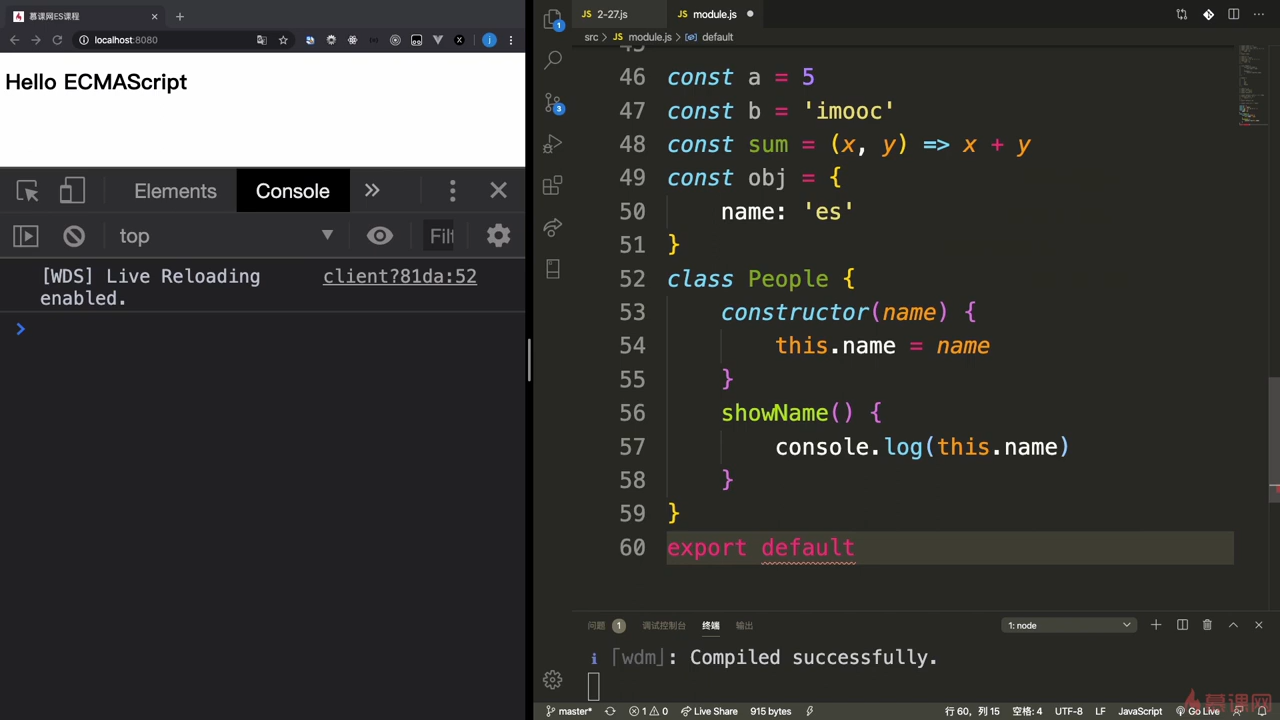 慕课网ES课程
localhost:8080
Hello ECMAScript
Elements
Console
top
Filt
[WDS] Live Reloading enabled.
client?81da:52
2-27.js
module.js
src > module.js > default
45
46 const a = 5
47 const b = 'imooc'
48 const sum = (x, y) => x + y
49 const obj = {
50 name: 'es'
51 }
52 class People {
53 constructor(name) {
54 this.name = name
55 }
56 showName() {
57 console.log(this.name)
58 }
59 }
60 export default
问题 1 调试控制台 终端 输出
1: node
i ｢wdm｣: Compiled successfully.
master*
1 0
Live Share
915 bytes
行 60，列 15
空格: 4
UTF-8
LF
JavaScript
Go Live
慕课网